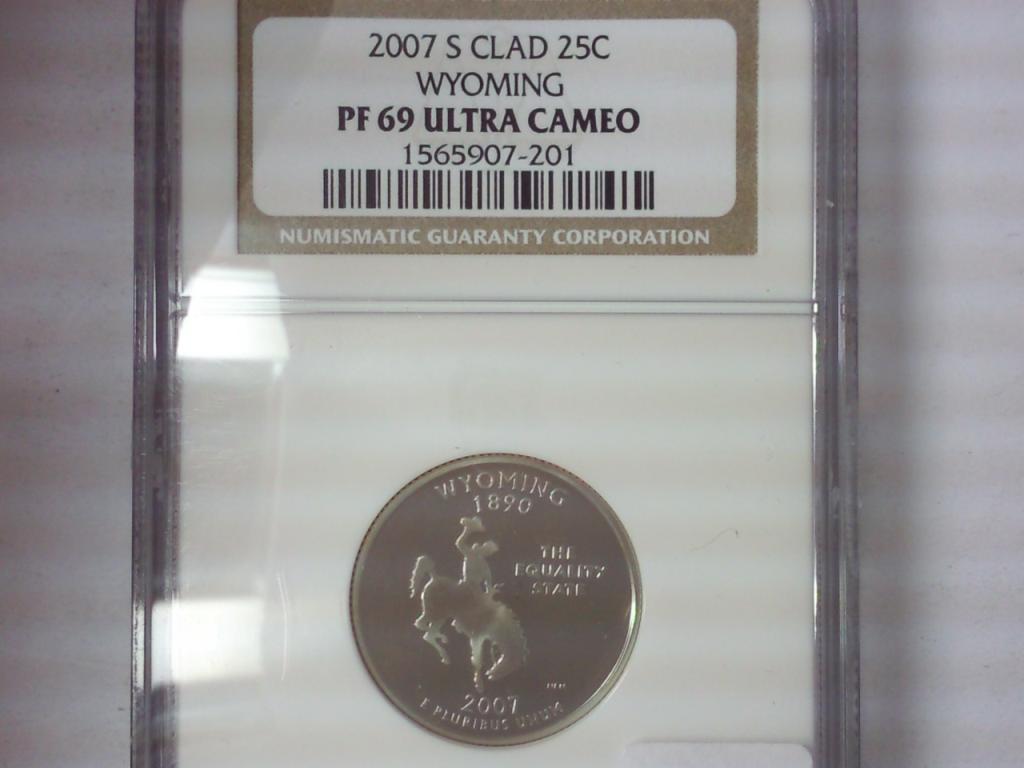 2007 S CLAD 25C
WYOMING
PF 69 ULTRA CAMEO
1565907-201
NUMISMATIC GUARANTY CORPORATION
WYOMING
1890
THE
EQUALITY
STATE
2007
E PLURIBUS UNUM